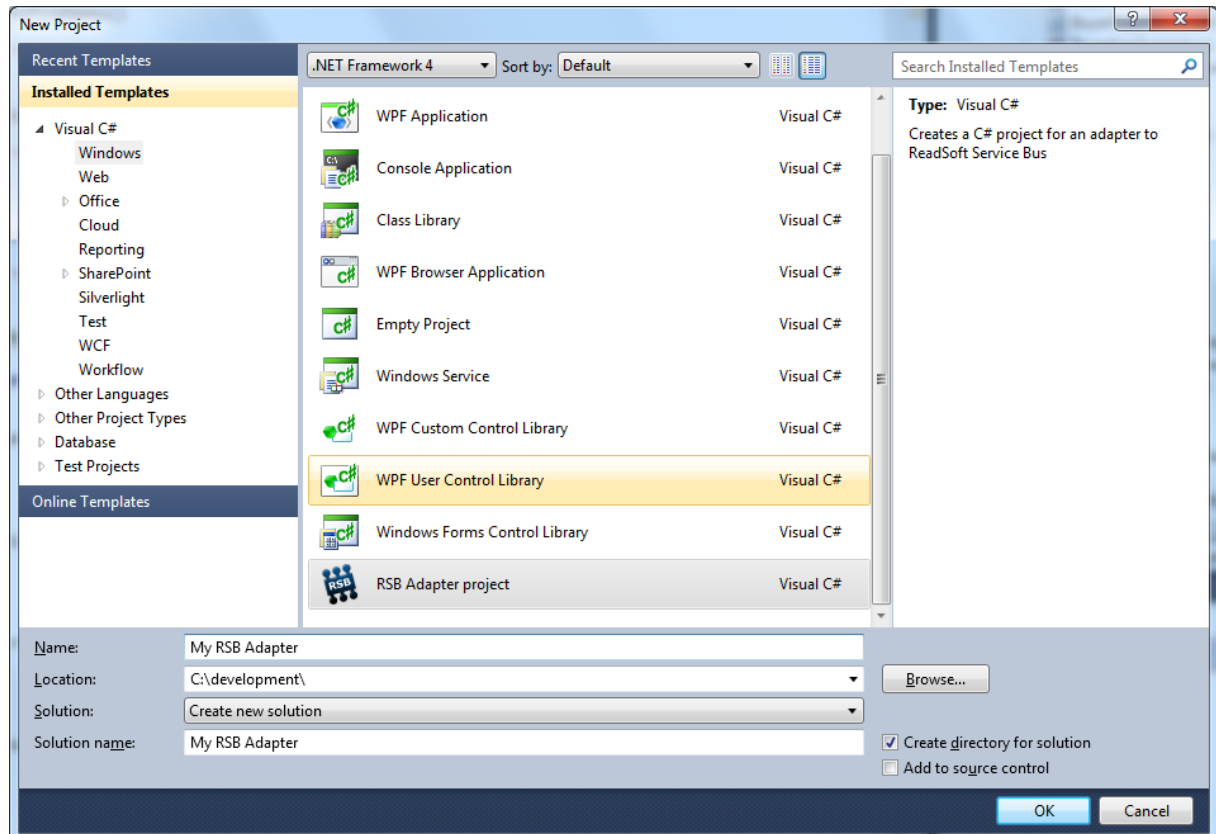 New Project
Recent Templates
Installed Templates
Visual C#
Windows
Web
Office
Cloud
Reporting
SharePoint
Silverlight
Test
WCF
Workflow
Other Languages
Other Project Types
Database
Test Projects
Online Templates
.NET Framework 4 Sort by: Default
WPF Application Visual C#
Console Application Visual C#
Class Library Visual C#
WPF Browser Application Visual C#
Empty Project Visual C#
Windows Service Visual C#
WPF Custom Control Library Visual C#
WPF User Control Library Visual C#
Windows Forms Control Library Visual C#
RSB Adapter project Visual C#
Search Installed Templates
Type: Visual C#
Creates a C# project for an adapter to
ReadSoft Service Bus
Name: My RSB Adapter
Location: C:\development\
Browse...
Solution: Create new solution
Solution name: My RSB Adapter
Create directory for solution
Add to source control
OK Cancel